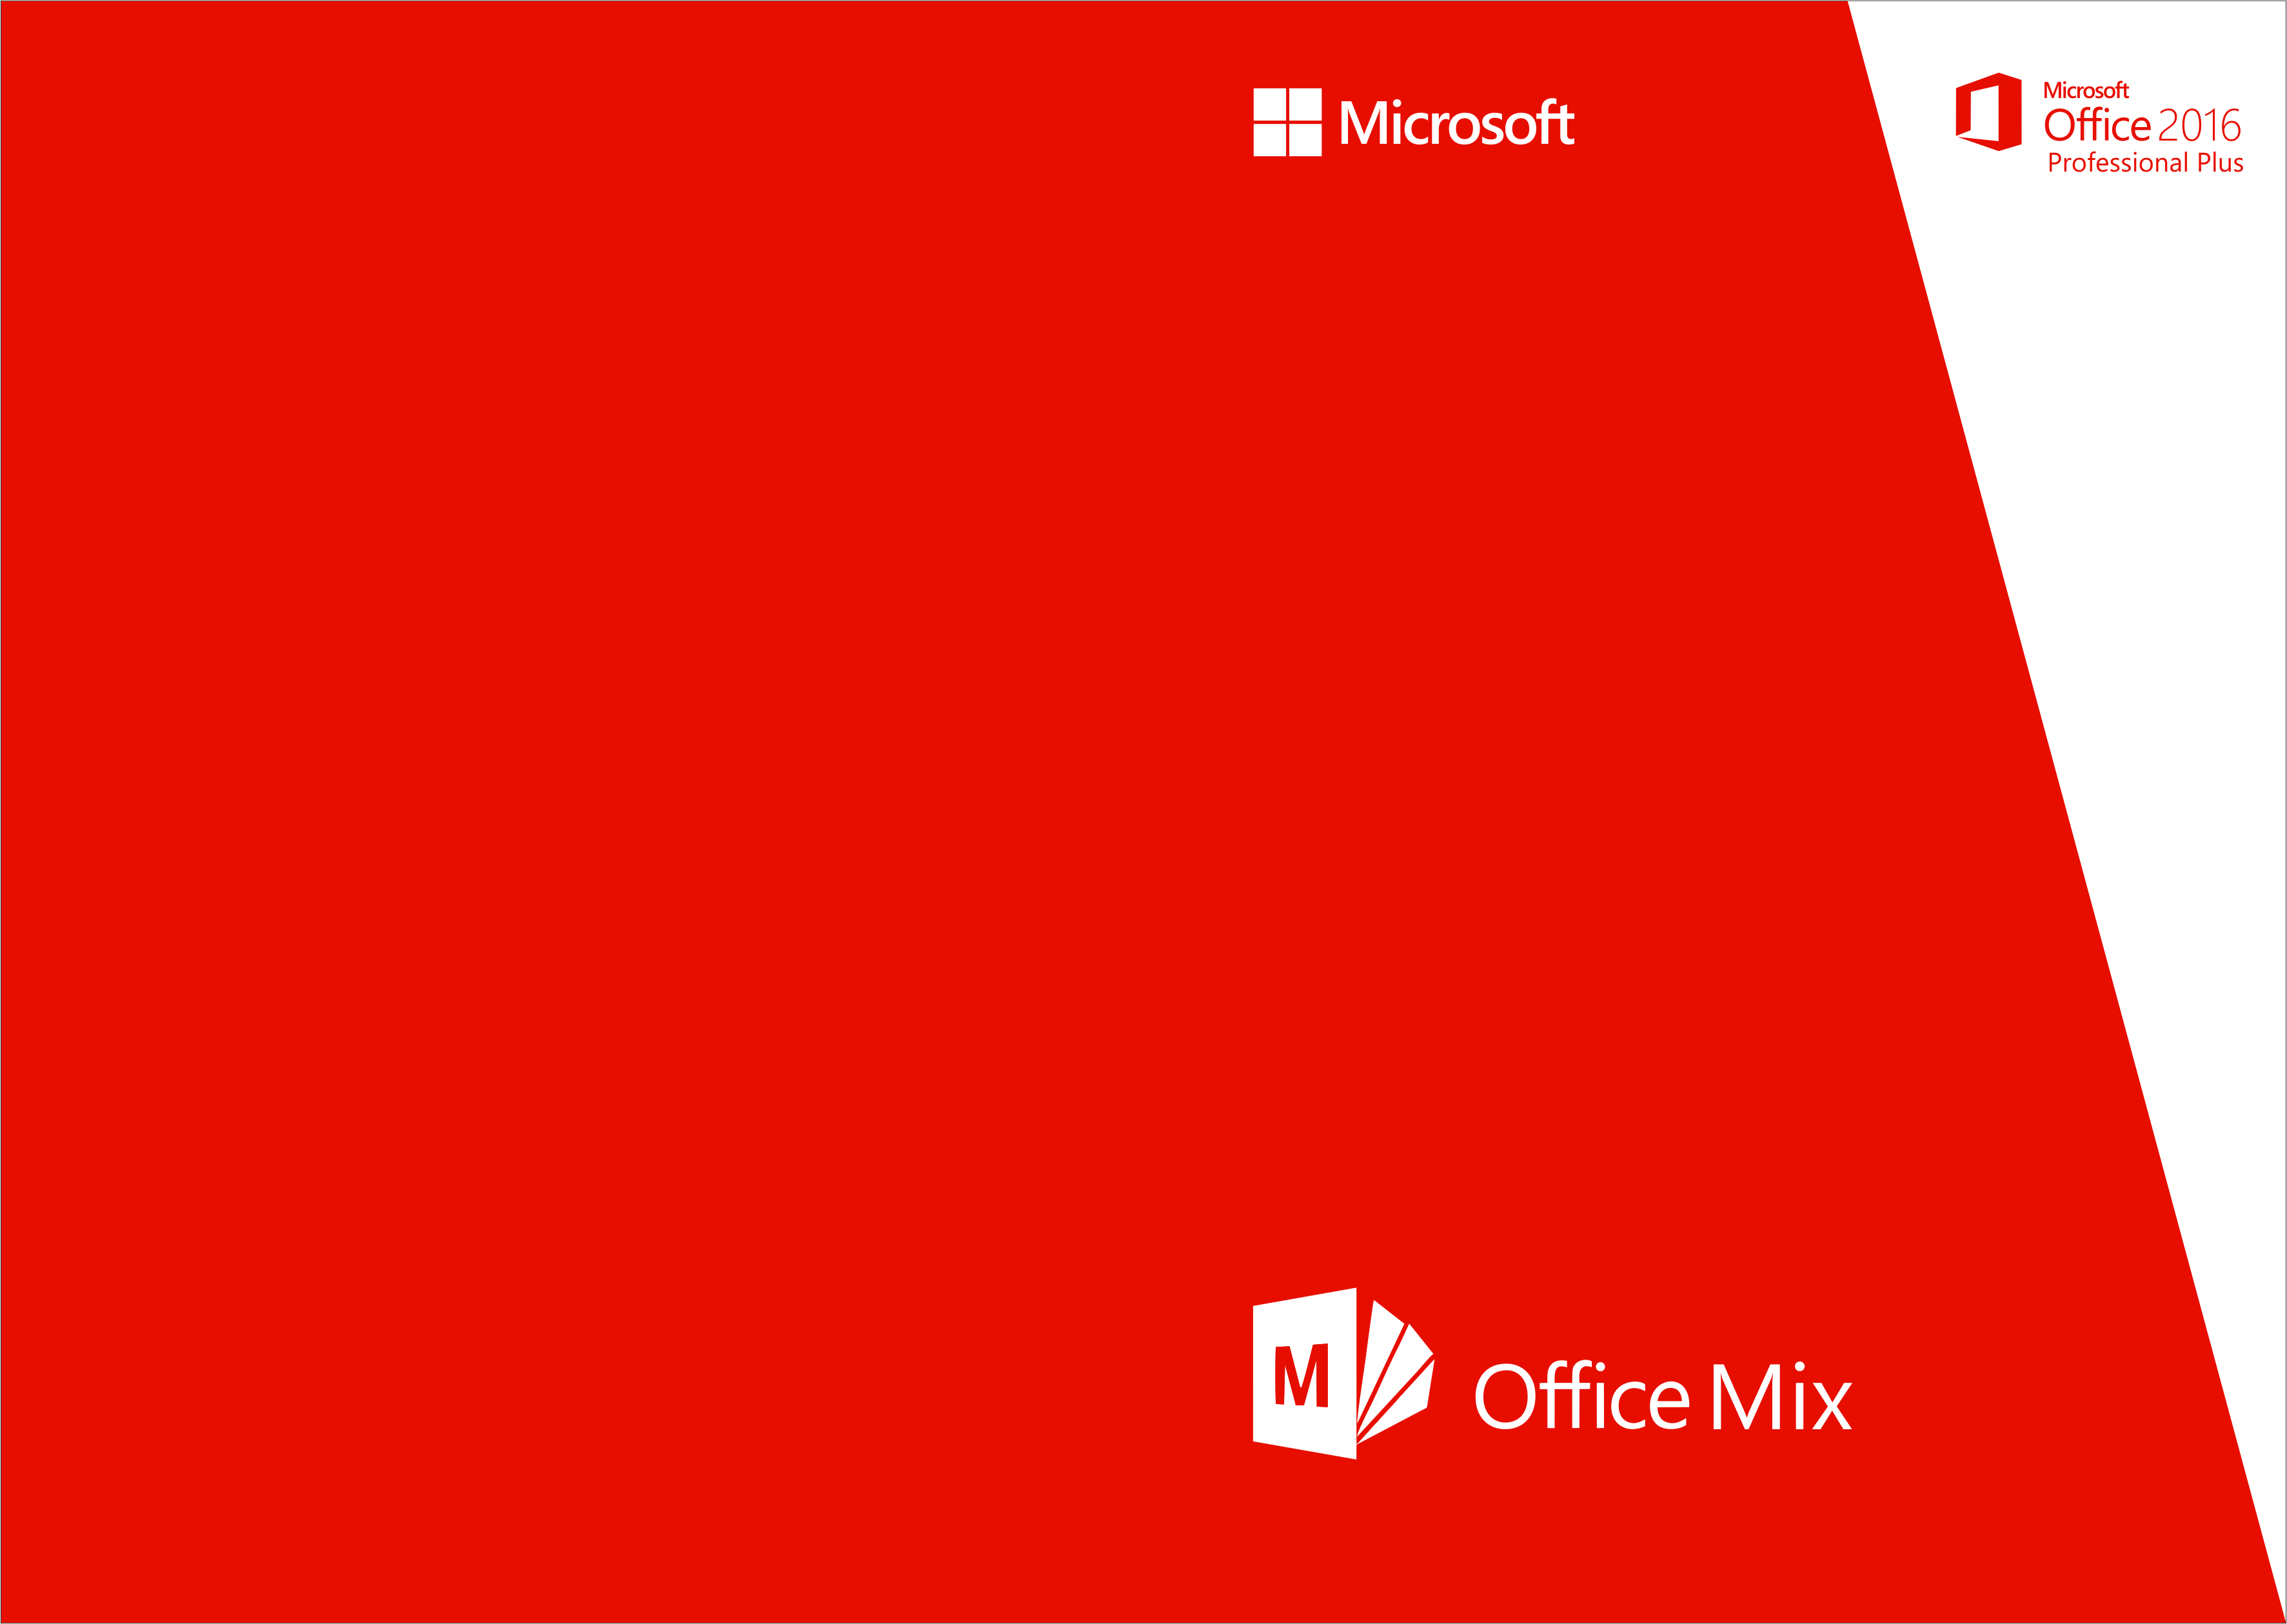 Microsoft
Microsoft
Office 2016
Professional Plus
M
Office Mix